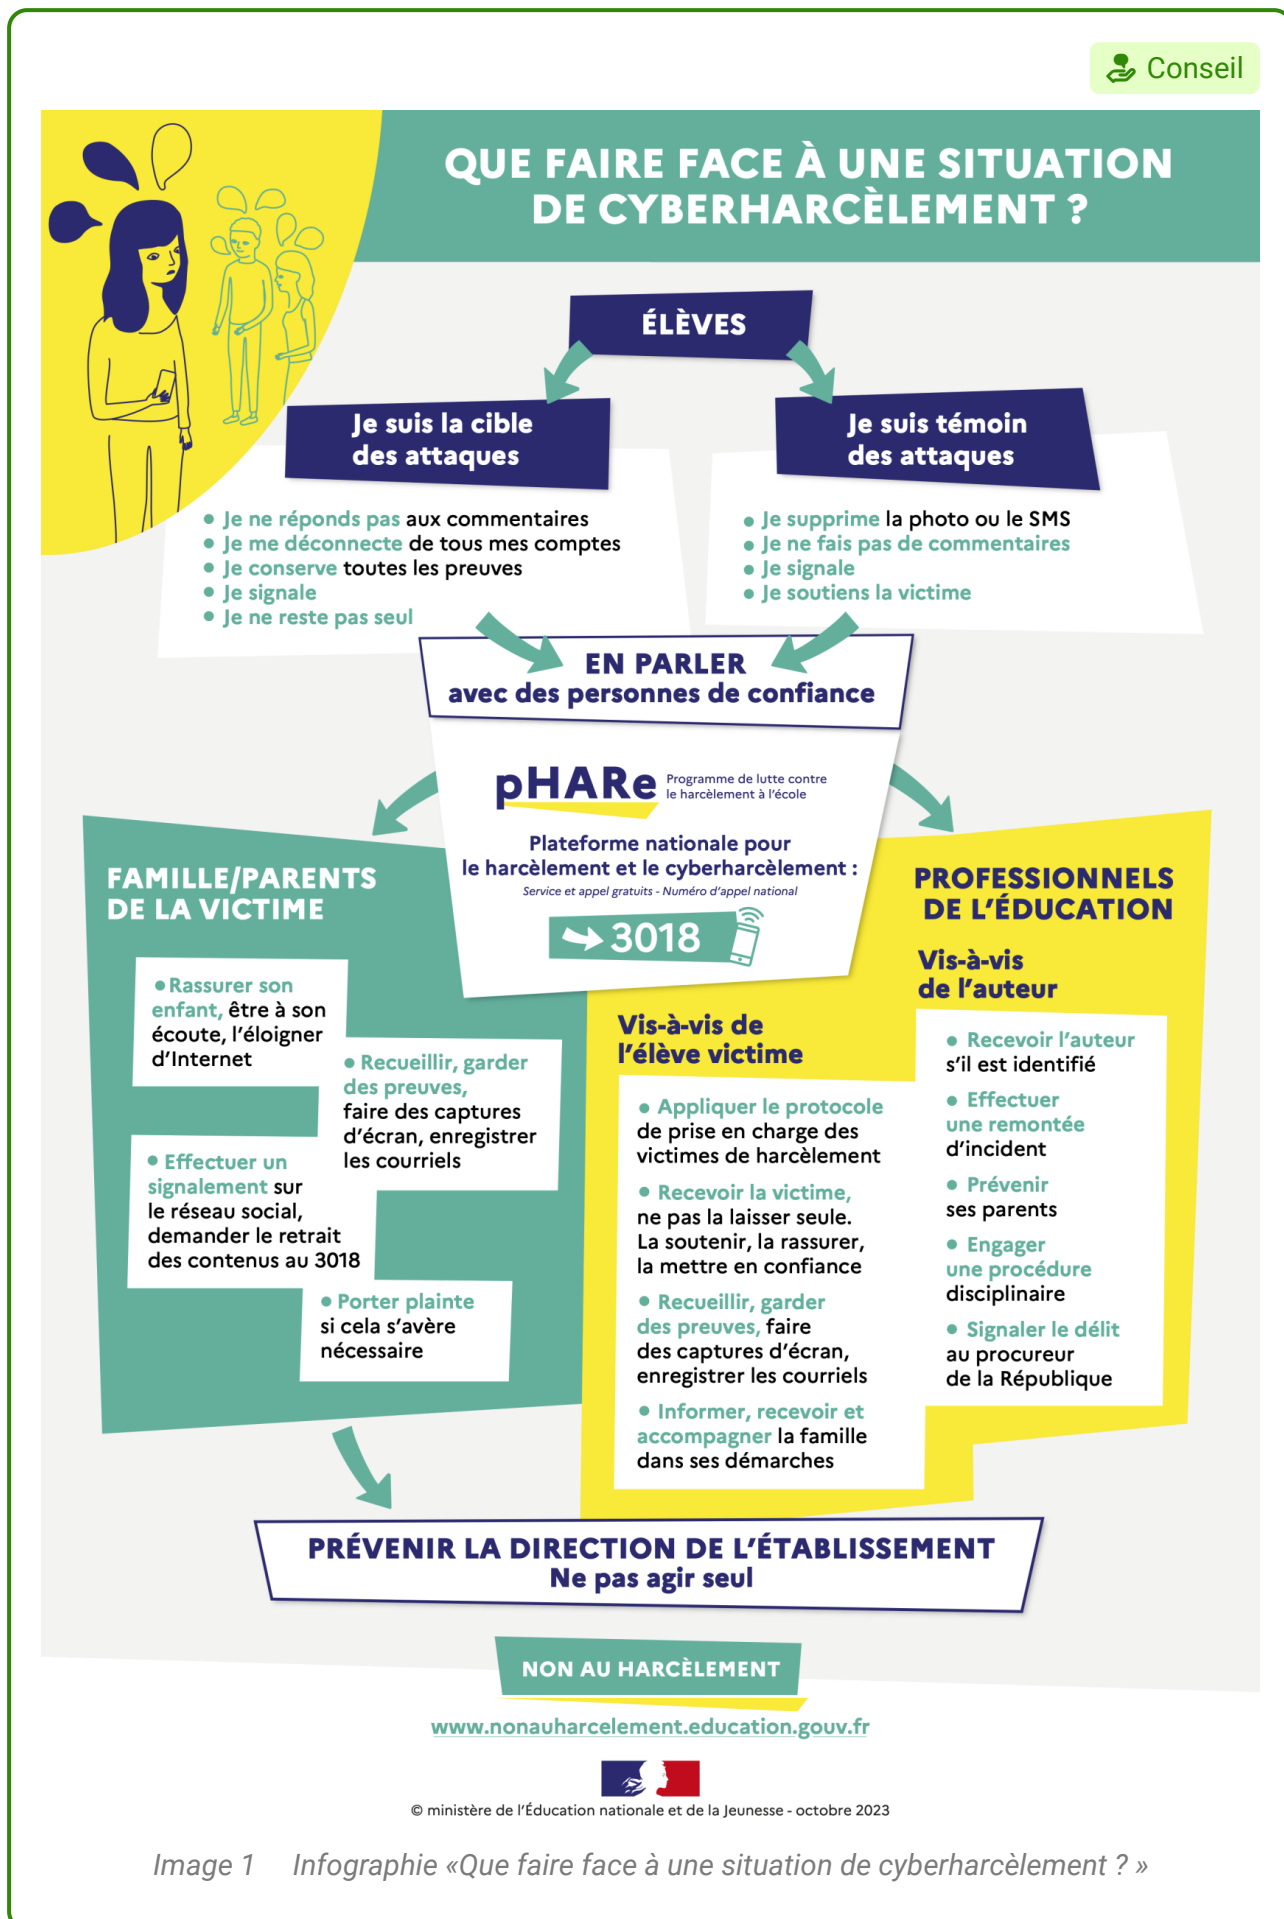 Conseil
QUE FAIRE FACE À UNE SITUATION
DE CYBERHARCÈLEMENT ?
ÉLÈVES
Je suis la cible
des attaques
• Je ne réponds pas aux commentaires
• Je me déconnecte de tous mes comptes
• Je conserve toutes les preuves
• Je signale
• Je ne reste pas seul
Je suis témoin
des attaques
• Je supprime la photo ou le SMS
• Je ne fais pas de commentaires
• Je signale
• Je soutiens la victime
EN PARLER
avec des personnes de confiance
pHARe
Programme de lutte contre
le harcèlement à l'école
Plateforme nationale pour
le harcèlement et le cyberharcèlement :
Service et appel gratuits - Numéro d'appel national
3018
FAMILLE/PARENTS
DE LA VICTIME
• Rassurer son
enfant, être à son
écoute, l'éloigner
d'Internet
• Recueillir, garder
des preuves,
faire des captures
d'écran, enregistrer
les courriels
• Effectuer un
signalement sur
le réseau social,
demander le retrait
des contenus au 3018
• Porter plainte
si cela s'avère
nécessaire
PROFESSIONNELS
DE L'ÉDUCATION
Vis-à-vis de
l'élève victime
• Appliquer le protocole
de prise en charge des
victimes de harcèlement
• Recevoir la victime,
ne pas la laisser seule.
La soutenir, la rassurer,
la mettre en confiance
• Recueillir, garder
des preuves, faire
des captures d'écran,
enregistrer les courriels
• Informer, recevoir et
accompagner la famille
dans ses démarches
Vis-à-vis
de l'auteur
• Recevoir l'auteur
s'il est identifié
• Effectuer
une remontée
d'incident
• Prévenir
ses parents
• Engager
une procédure
disciplinaire
• Signaler le délit
au procureur
de la République
PRÉVENIR LA DIRECTION DE L'ÉTABLISSEMENT
Ne pas agir seul
NON AU HARCÈLEMENT
www.nonauharcelement.education.gouv.fr
© ministère de l'Éducation nationale et de la Jeunesse - octobre 2023
Image 1 Infographie «Que faire face à une situation de cyberharcèlement ? »